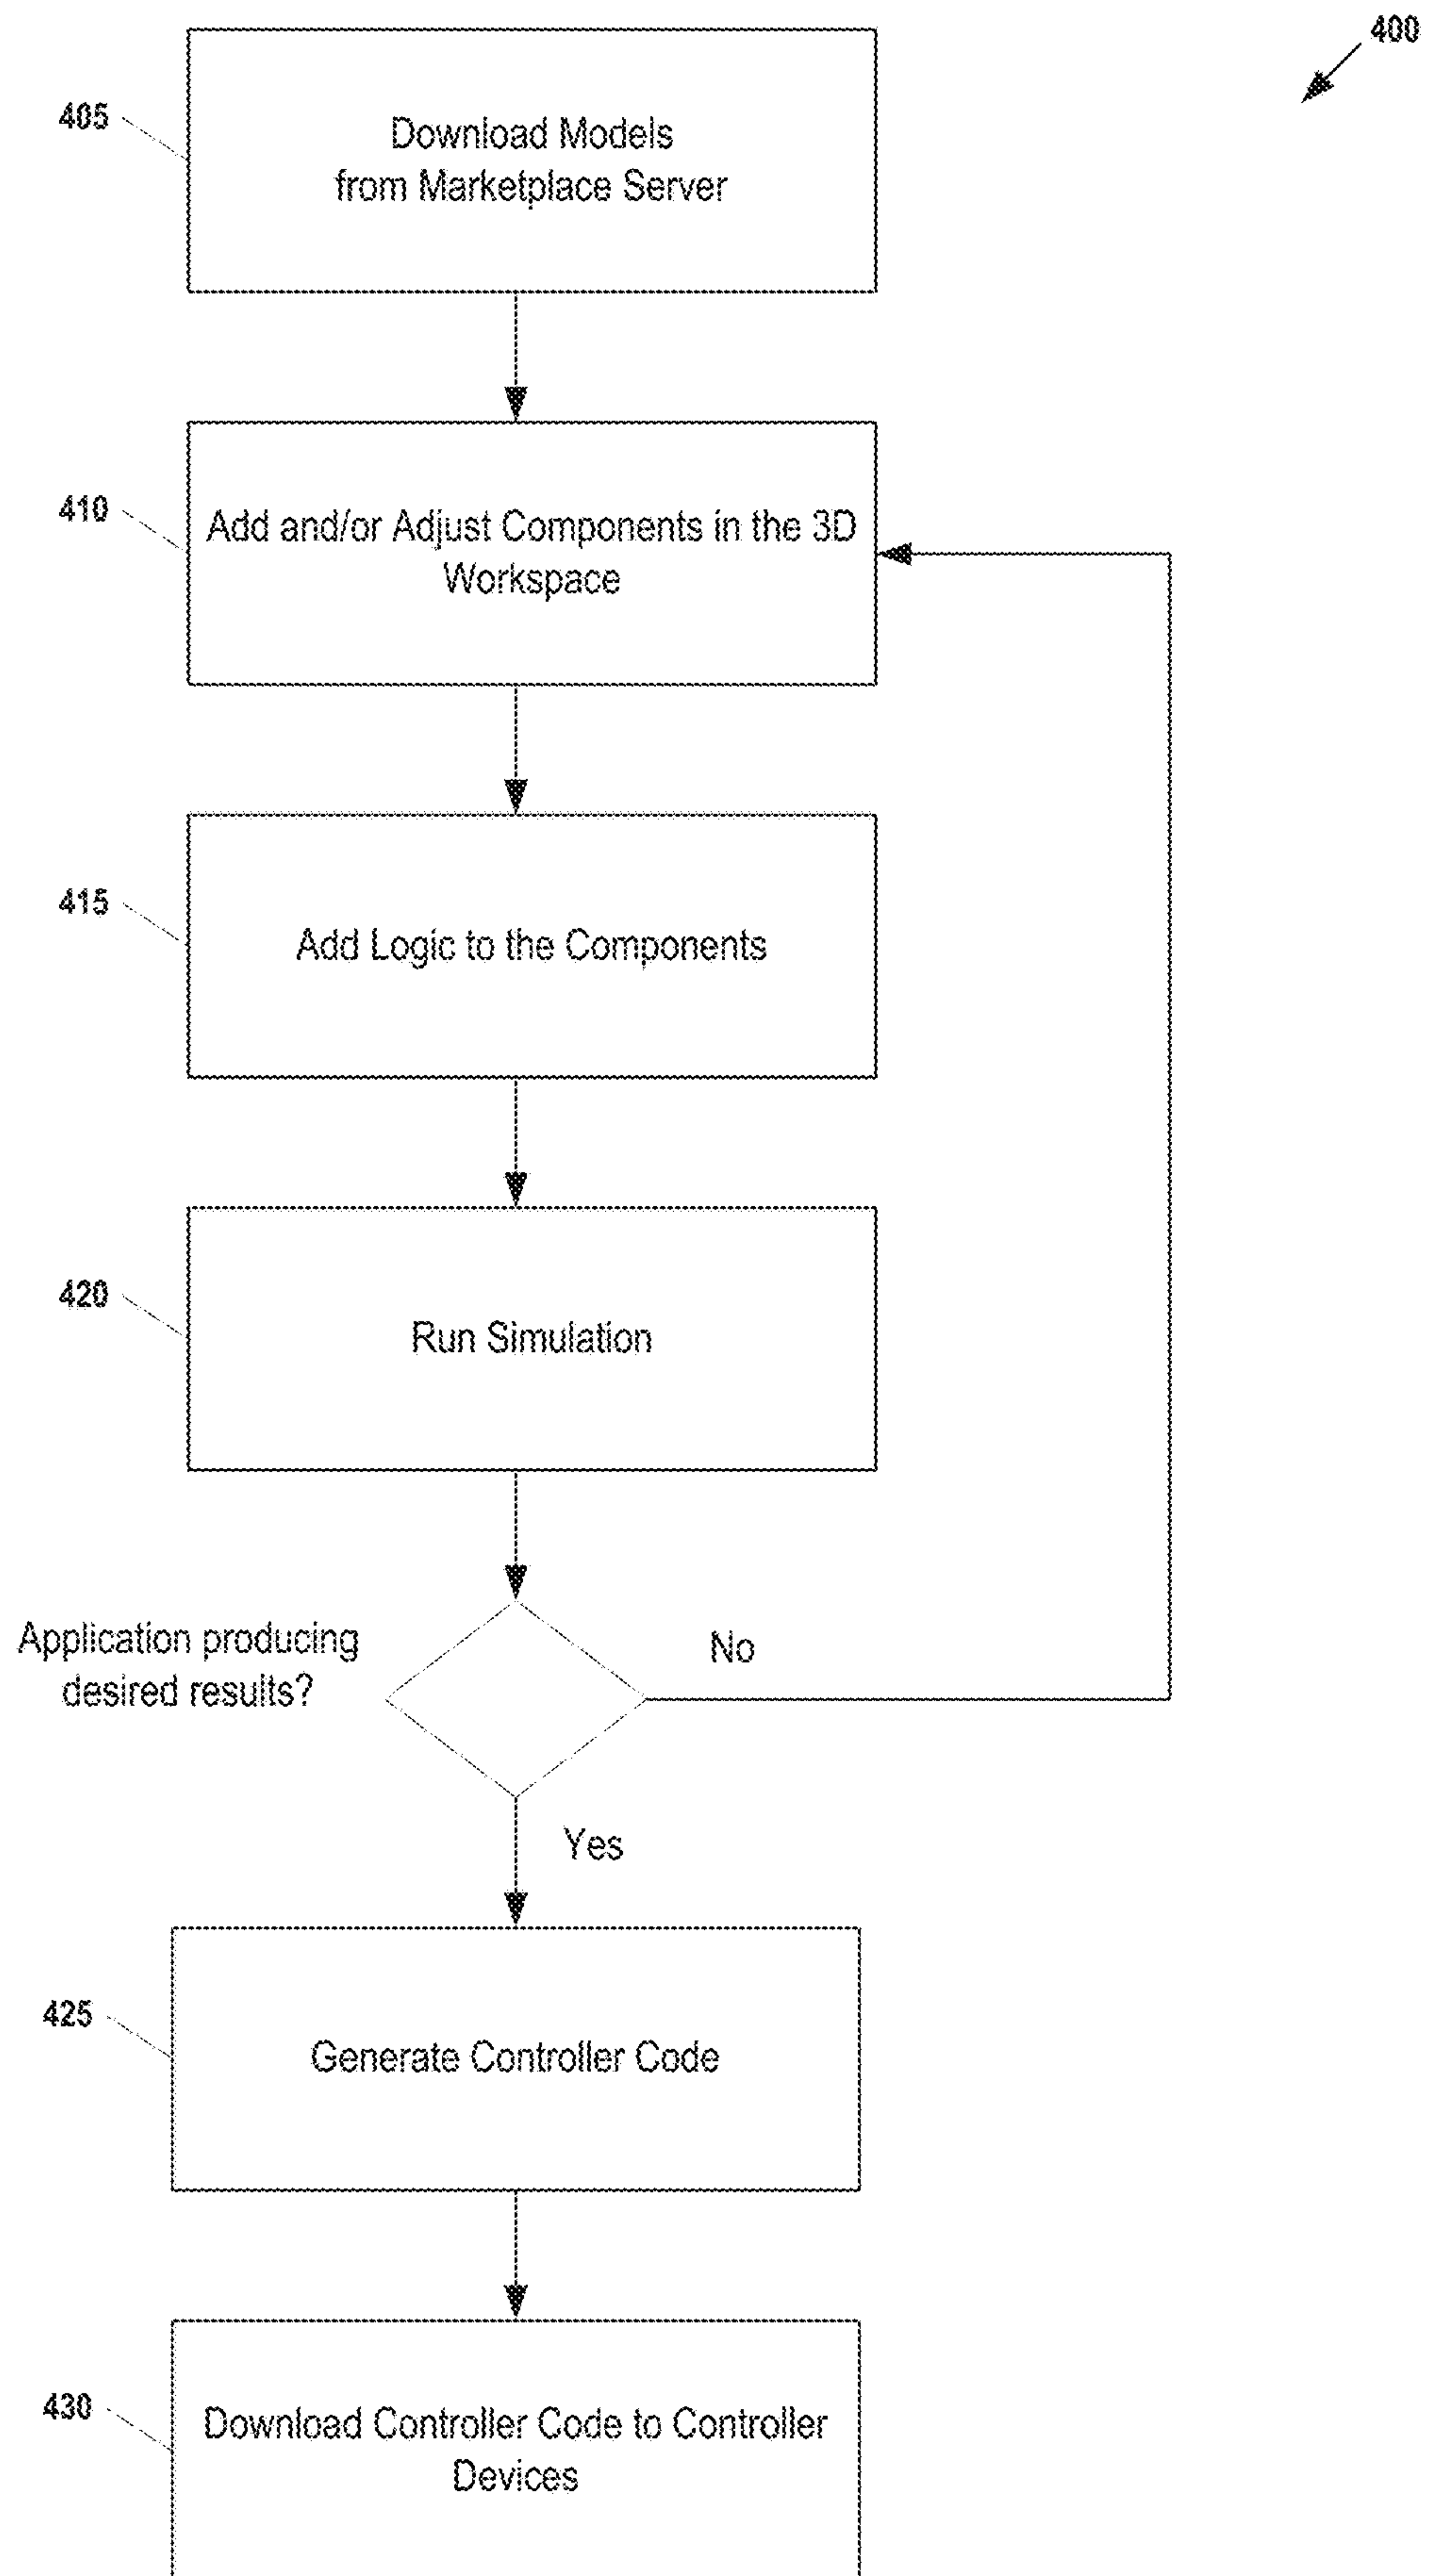 400
405
Download Models
from Marketplace Server
410
Add and/or Adjust Components in the 3D
Workspace
415
Add Logic to the Components
420
Run Simulation
Application producing
desired results?
No
Yes
425
Generate Controller Code
430
Download Controller Code to Controller
Devices